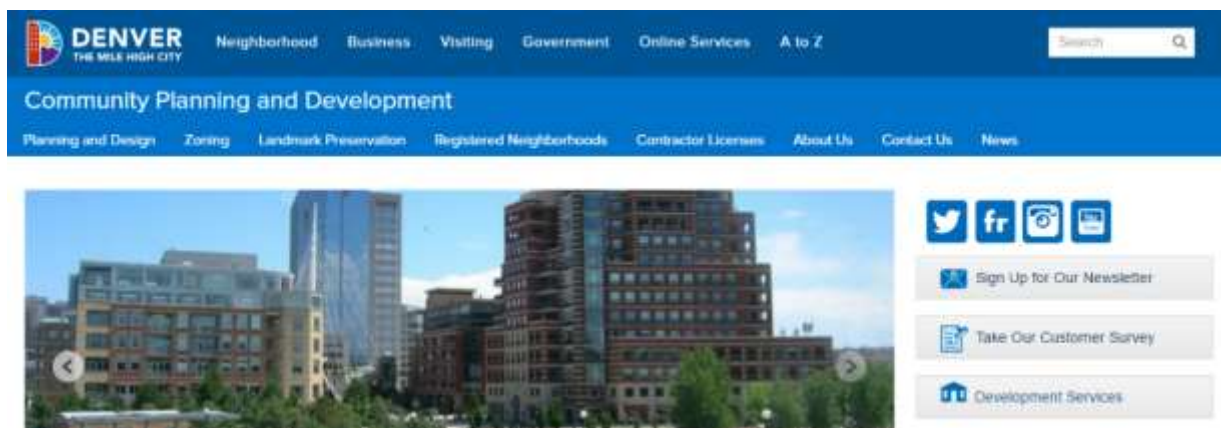 DENVER
THE MILE HIGH CITY
Neighborhood Business Visiting Government Online Services A to Z Search
Community Planning and Development
Planning and Design Zoning Landmark Preservation Registered Neighborhoods Contractor Licenses About Us Contact Us News
fr
Sign Up for Our Newsletter
Take Our Customer Survey
Development Services